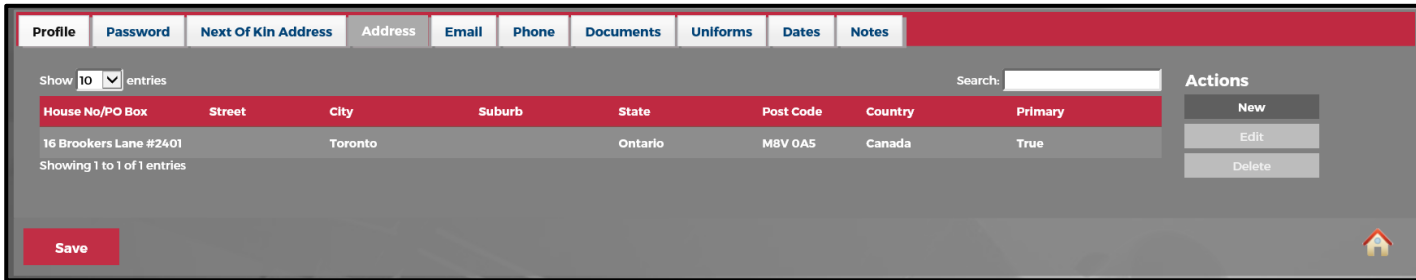 Profile Password Next Of Kin Address Address Email Phone Documents Uniforms Dates Notes
Show 10 entries Search: Actions
New
House No/PO Box Street City Suburb State Post Code Country Primary
Edit
16 Brookers Lane #2401 Toronto Ontario M8V 0A5 Canada True
Showing 1 to 1 of 1 entries
Delete
Save